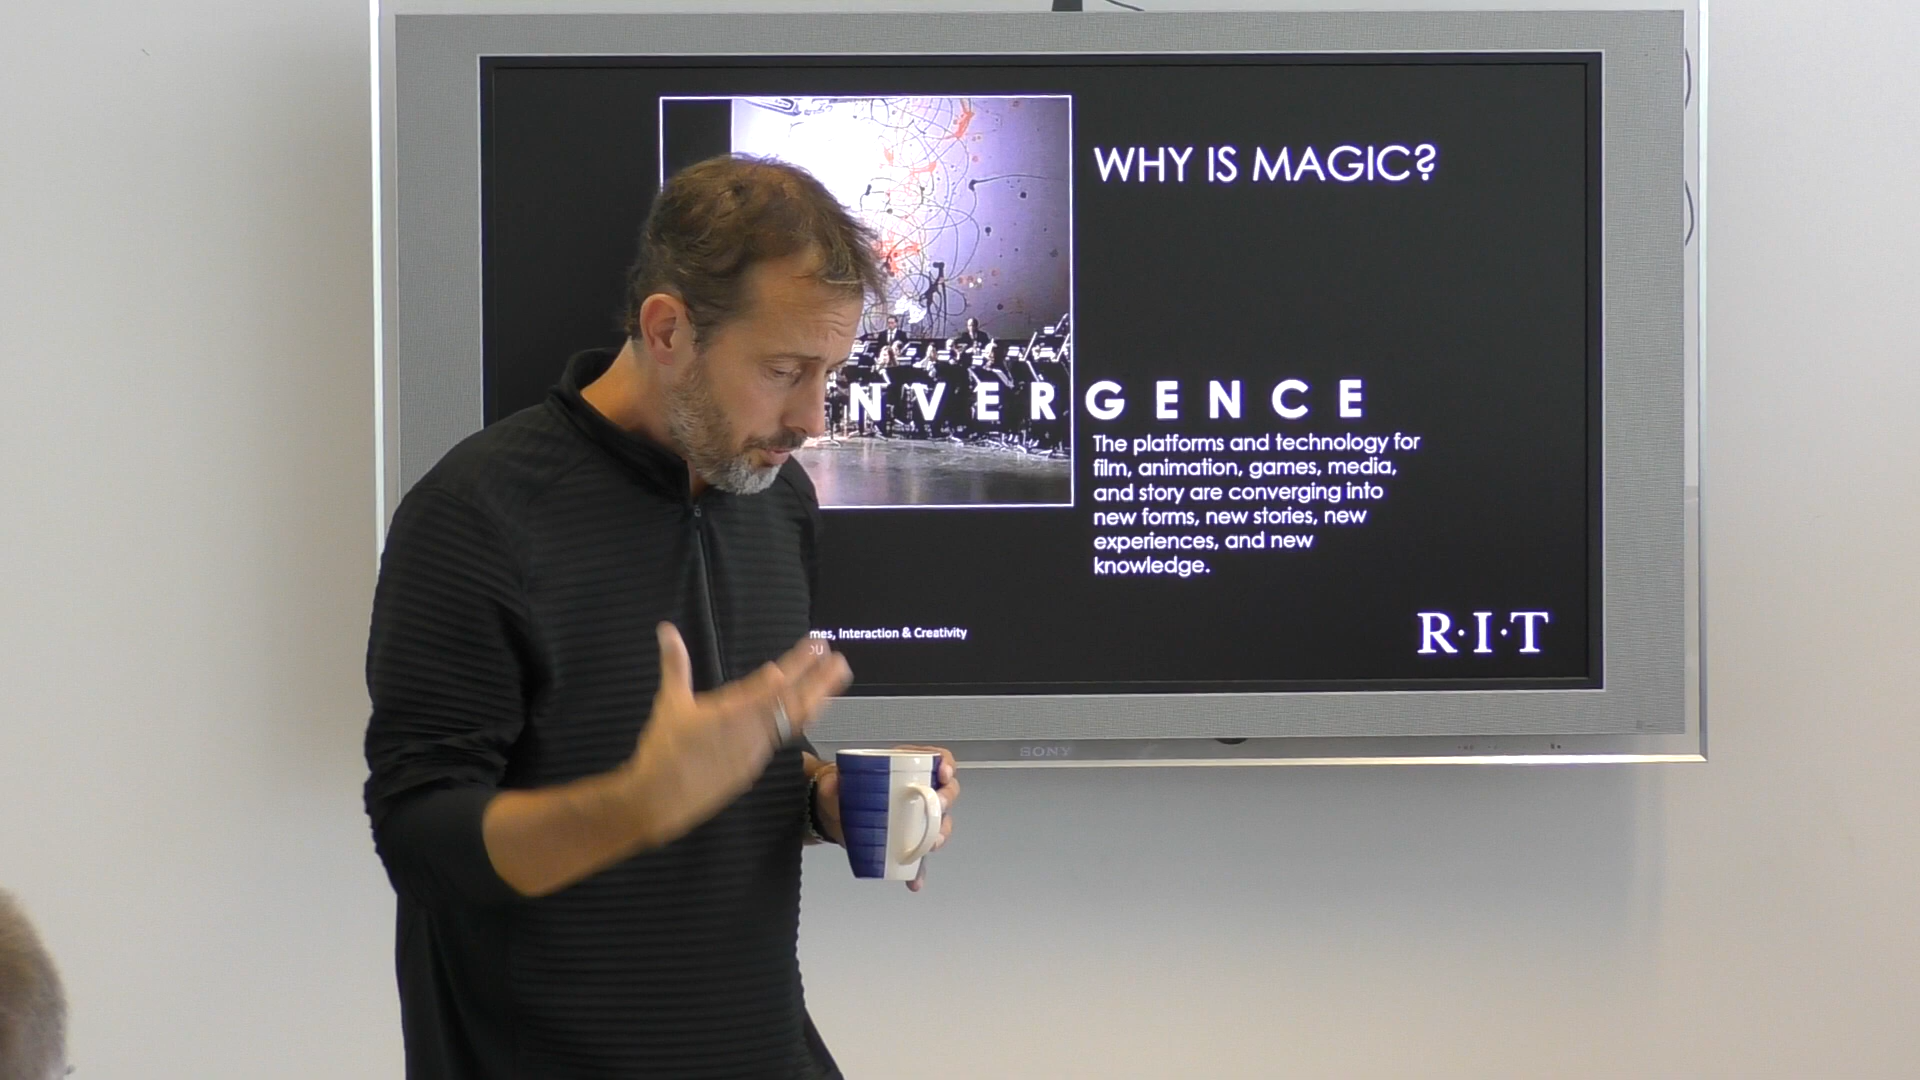 WHY IS MAGIC?
NVERGENCE
The platforms and technology for
film, animation, games, media,
and story are converging into
new forms, new stories, new
experiences, and new
knowledge.
mes, Interaction & Creativity
DU
R·I·T
SONY